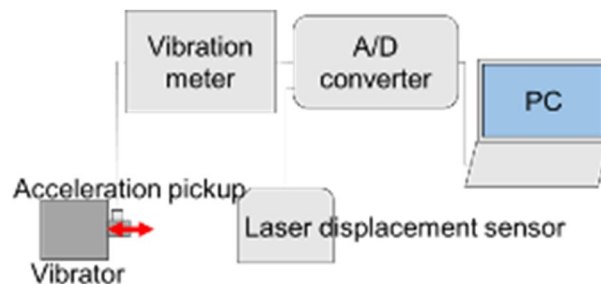 Vibration
meter
A/D
converter
PC
Acceleration pickup
Laser displacement sensor
Vibrator